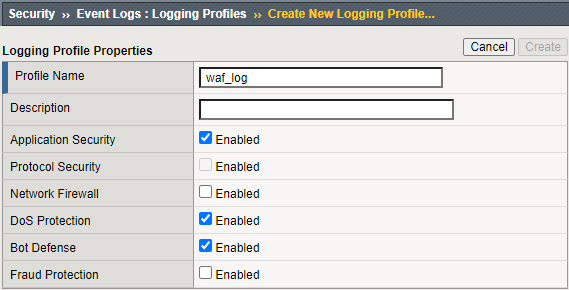 Security ›› Event Logs : Logging Profiles ›› Create New Logging Profile...
Logging Profile Properties Cancel Create
Profile Name waf_log
Description
Application Security Enabled
Protocol Security Enabled
Network Firewall Enabled
DoS Protection Enabled
Bot Defense Enabled
Fraud Protection Enabled